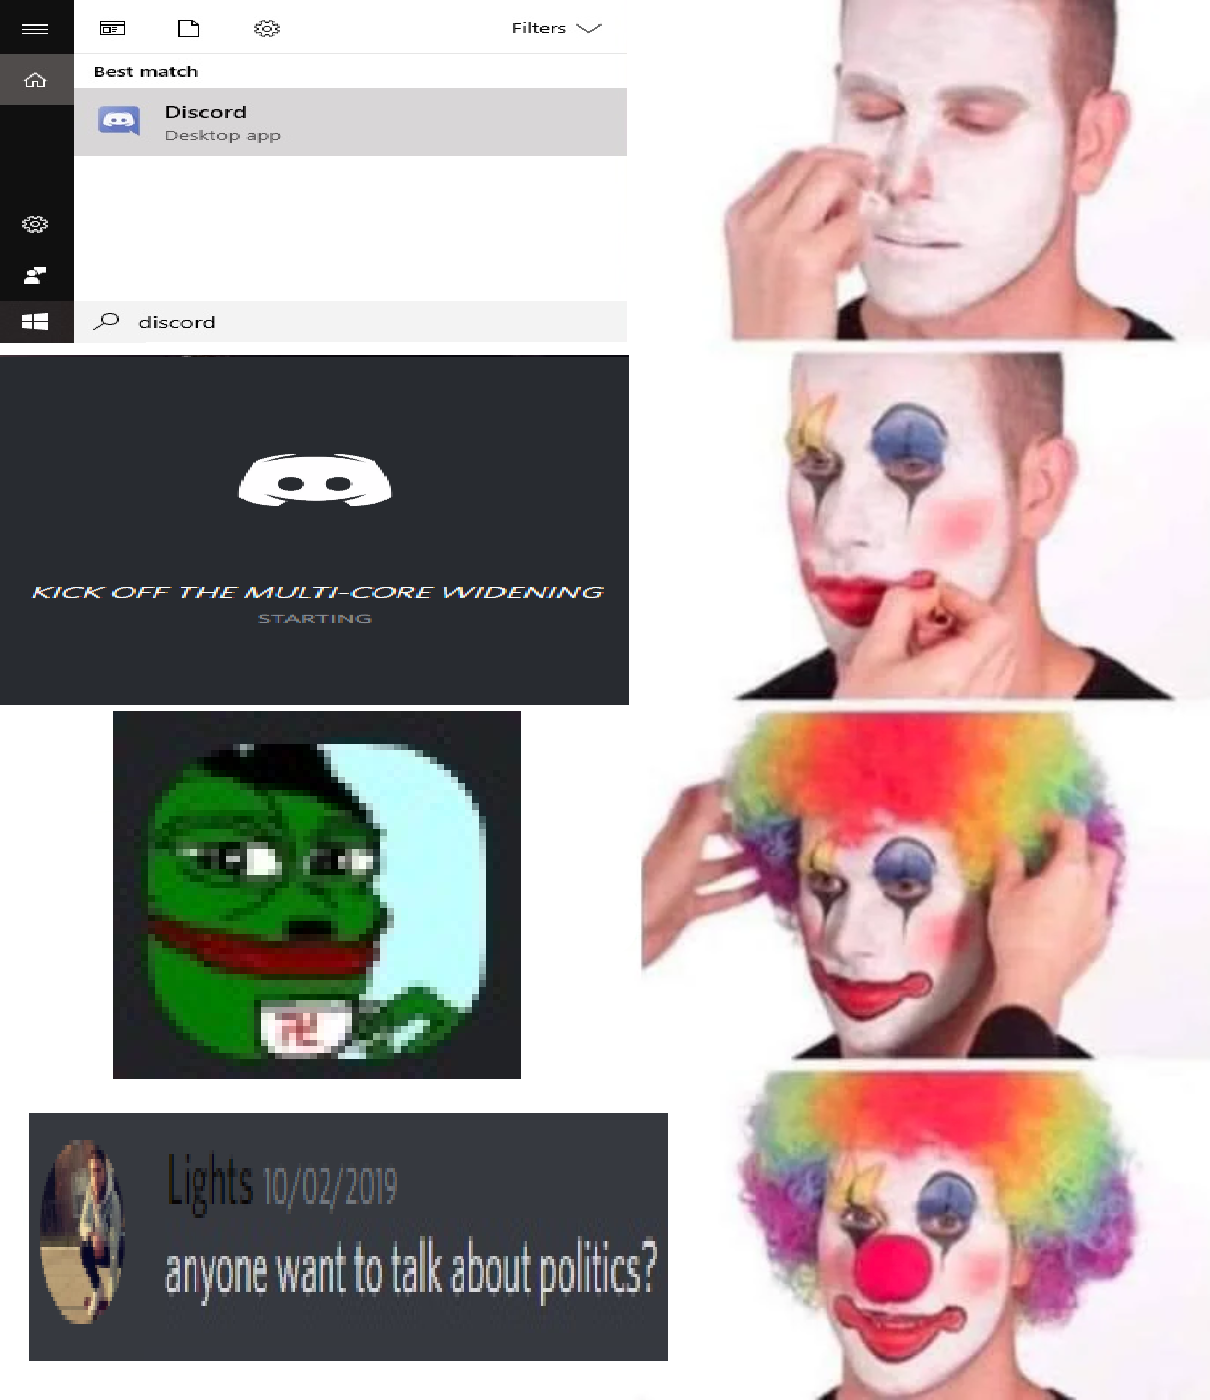 Filters
Best match
Discord
Desktop app
discord
KICK OFF THE MULTI-CORE WIDENING
STARTING
Lights 10/02/2019
anyone want to talk about politics?